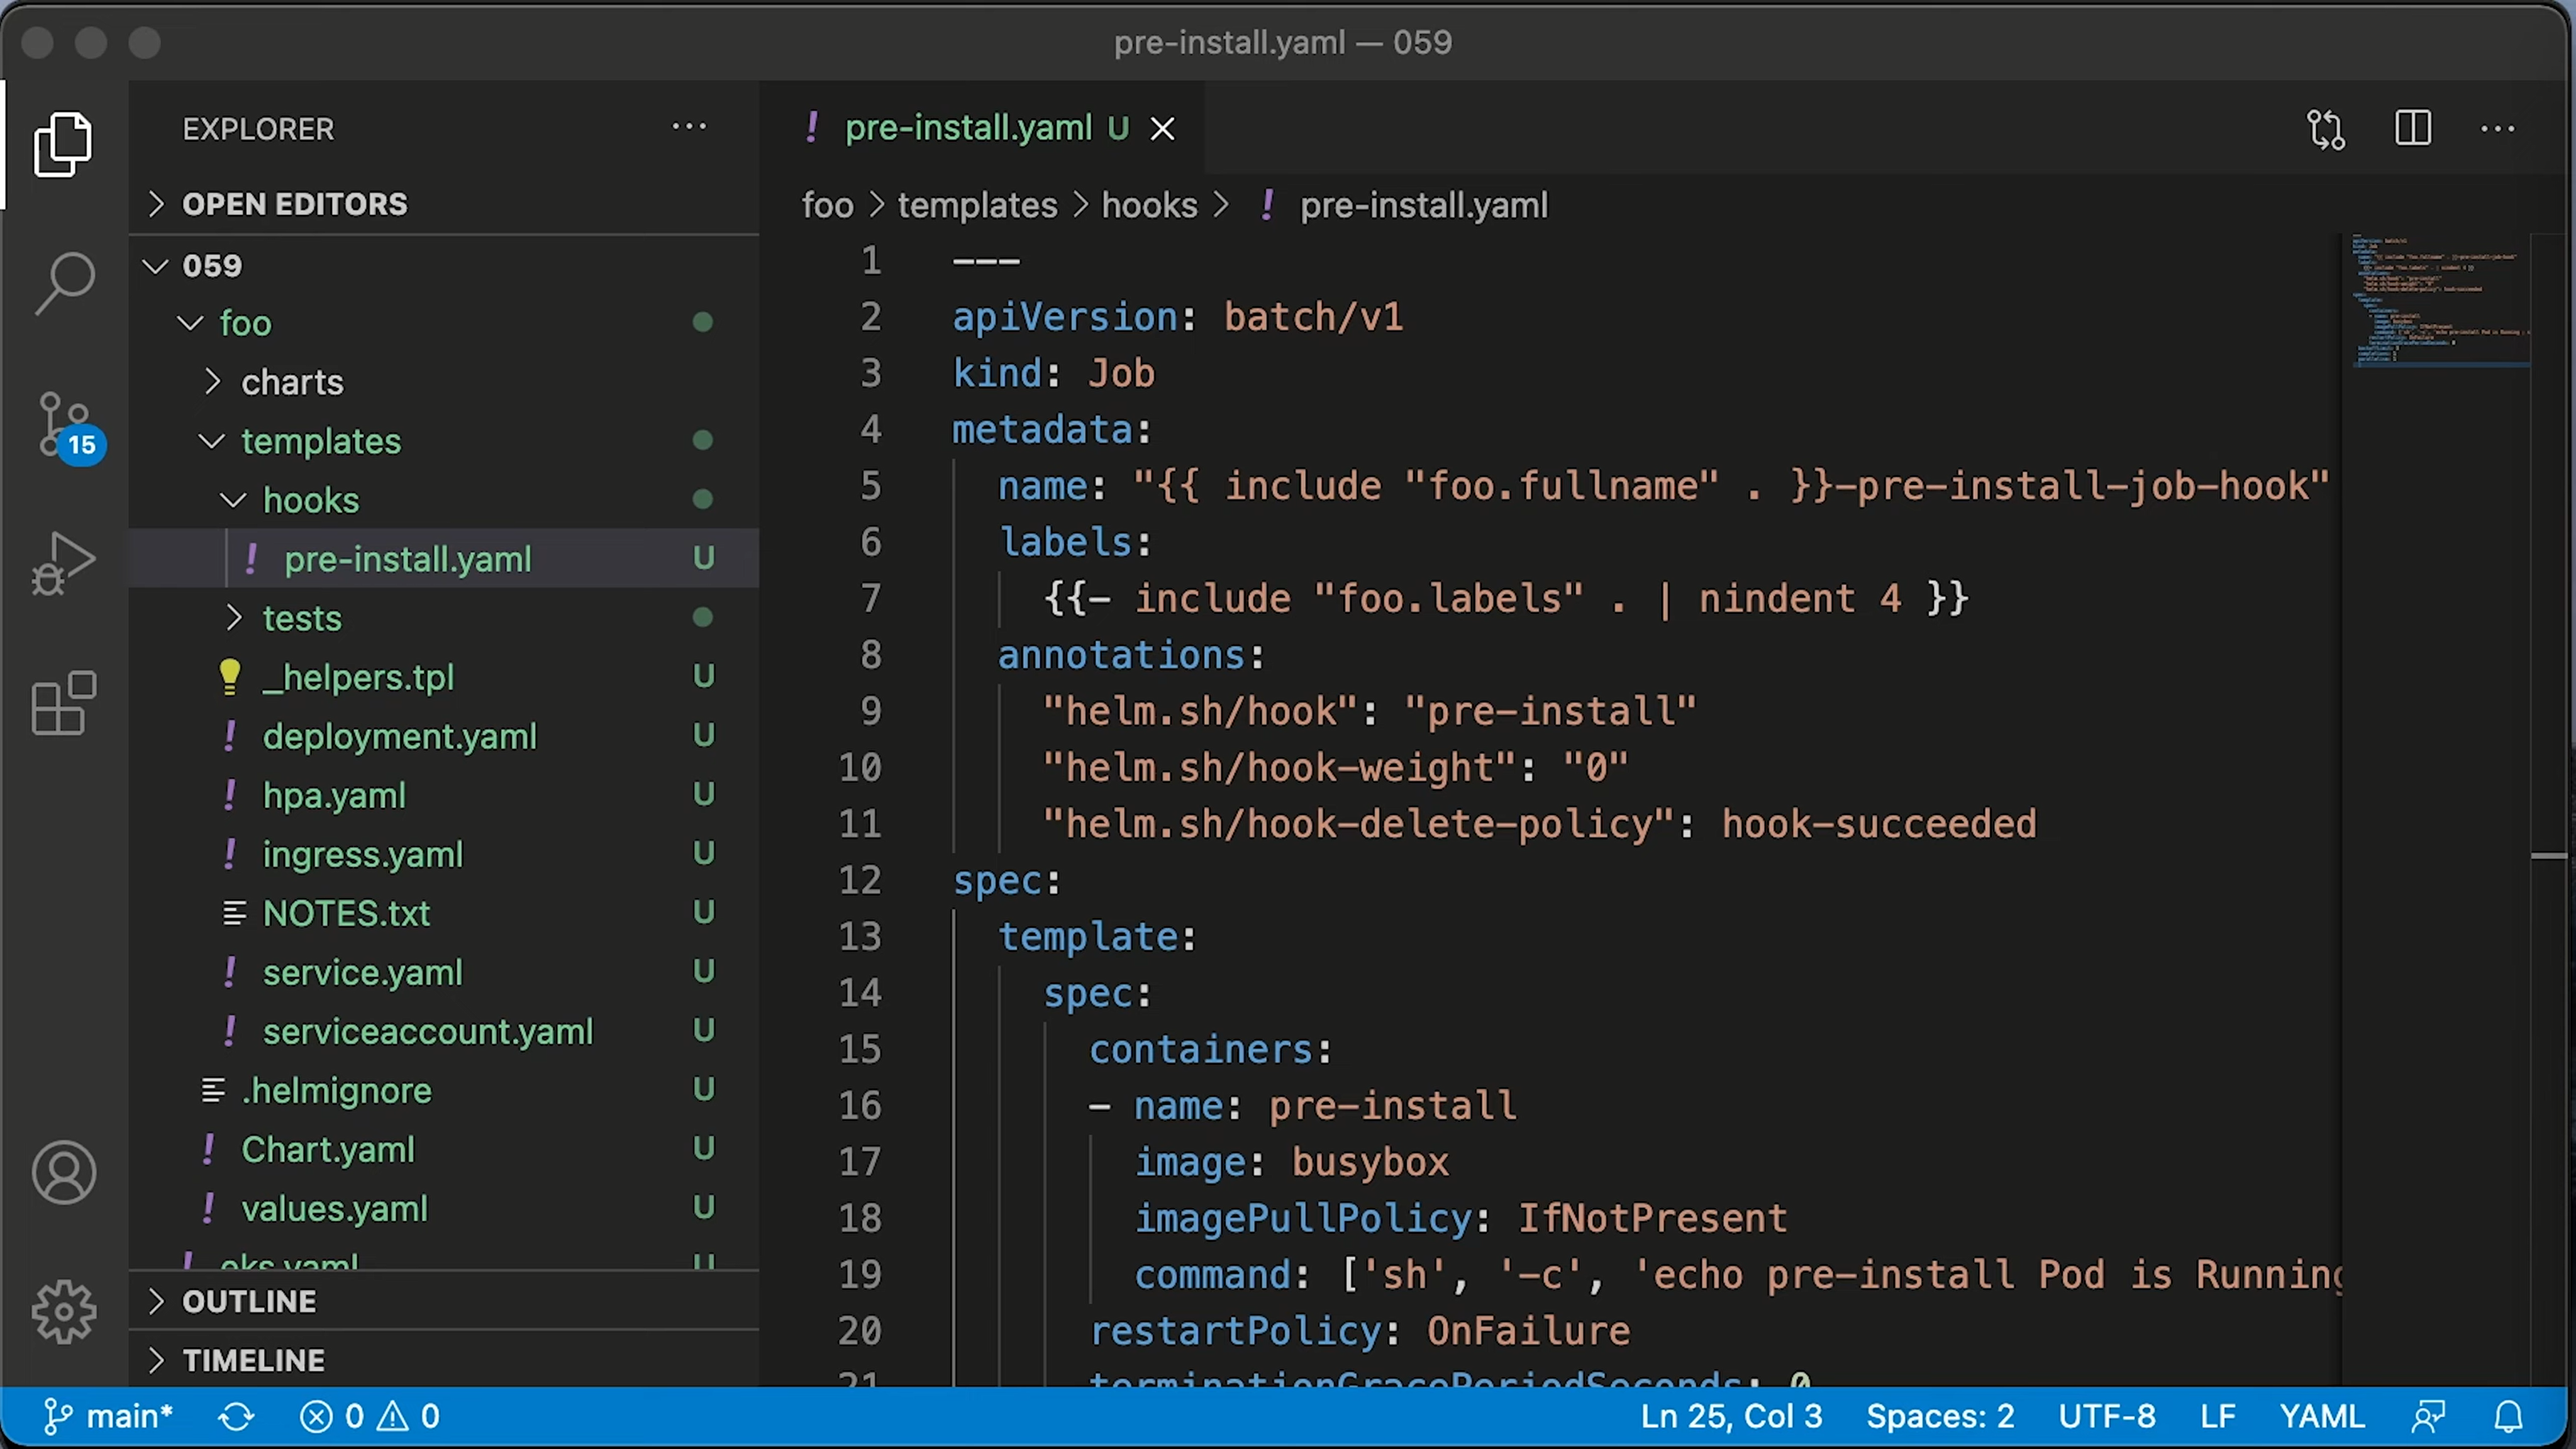 pre-install.yaml — 059
EXPLORER
OPEN EDITORS
059
foo
charts
templates
hooks
pre-install.yaml U
tests
_helpers.tpl U
deployment.yaml U
hpa.yaml U
ingress.yaml U
NOTES.txt U
service.yaml U
serviceaccount.yaml U
.helmignore U
Chart.yaml U
values.yaml U
eks.yaml U
OUTLINE
TIMELINE
15
pre-install.yaml U
foo > templates > hooks > ! pre-install.yaml
1 ---
2 apiVersion: batch/v1
3 kind: Job
4 metadata:
5 name: "{{ include "foo.fullname" . }}-pre-install-job-hook"
6 labels:
7 {{- include "foo.labels" . | nindent 4 }}
8 annotations:
9 "helm.sh/hook": "pre-install"
10 "helm.sh/hook-weight": "0"
11 "helm.sh/hook-delete-policy": hook-succeeded
12 spec:
13 template:
14 spec:
15 containers:
16 - name: pre-install
17 image: busybox
18 imagePullPolicy: IfNotPresent
19 command: ['sh', '-c', 'echo pre-install Pod is Running
20 restartPolicy: OnFailure
21 terminationGracePeriodSeconds: 0
main* 0 0 Ln 25, Col 3 Spaces: 2 UTF-8 LF YAML